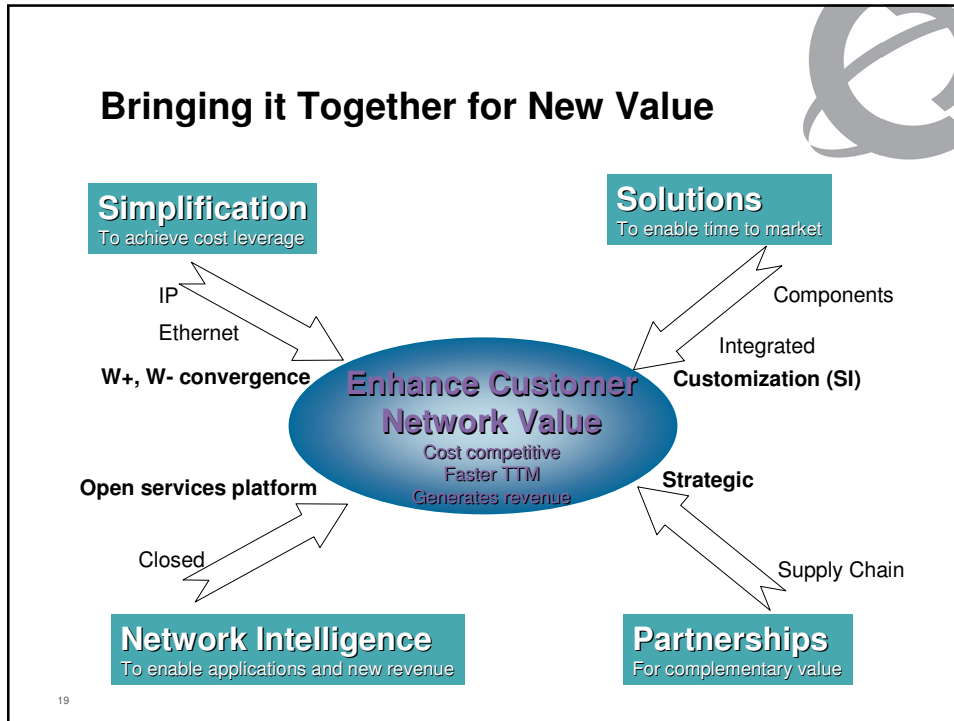 Bringing it Together for New Value
Simplification
To achieve cost leverage
Solutions
To enable time to market
IP
Ethernet
W+, W- convergence
Components
Integrated
Customization (SI)
Enhance Customer
Network Value
Cost competitive
Faster TTM
Generates revenue
Open services platform
Closed
Strategic
Supply Chain
Network Intelligence
To enable applications and new revenue
Partnerships
For complementary value
19